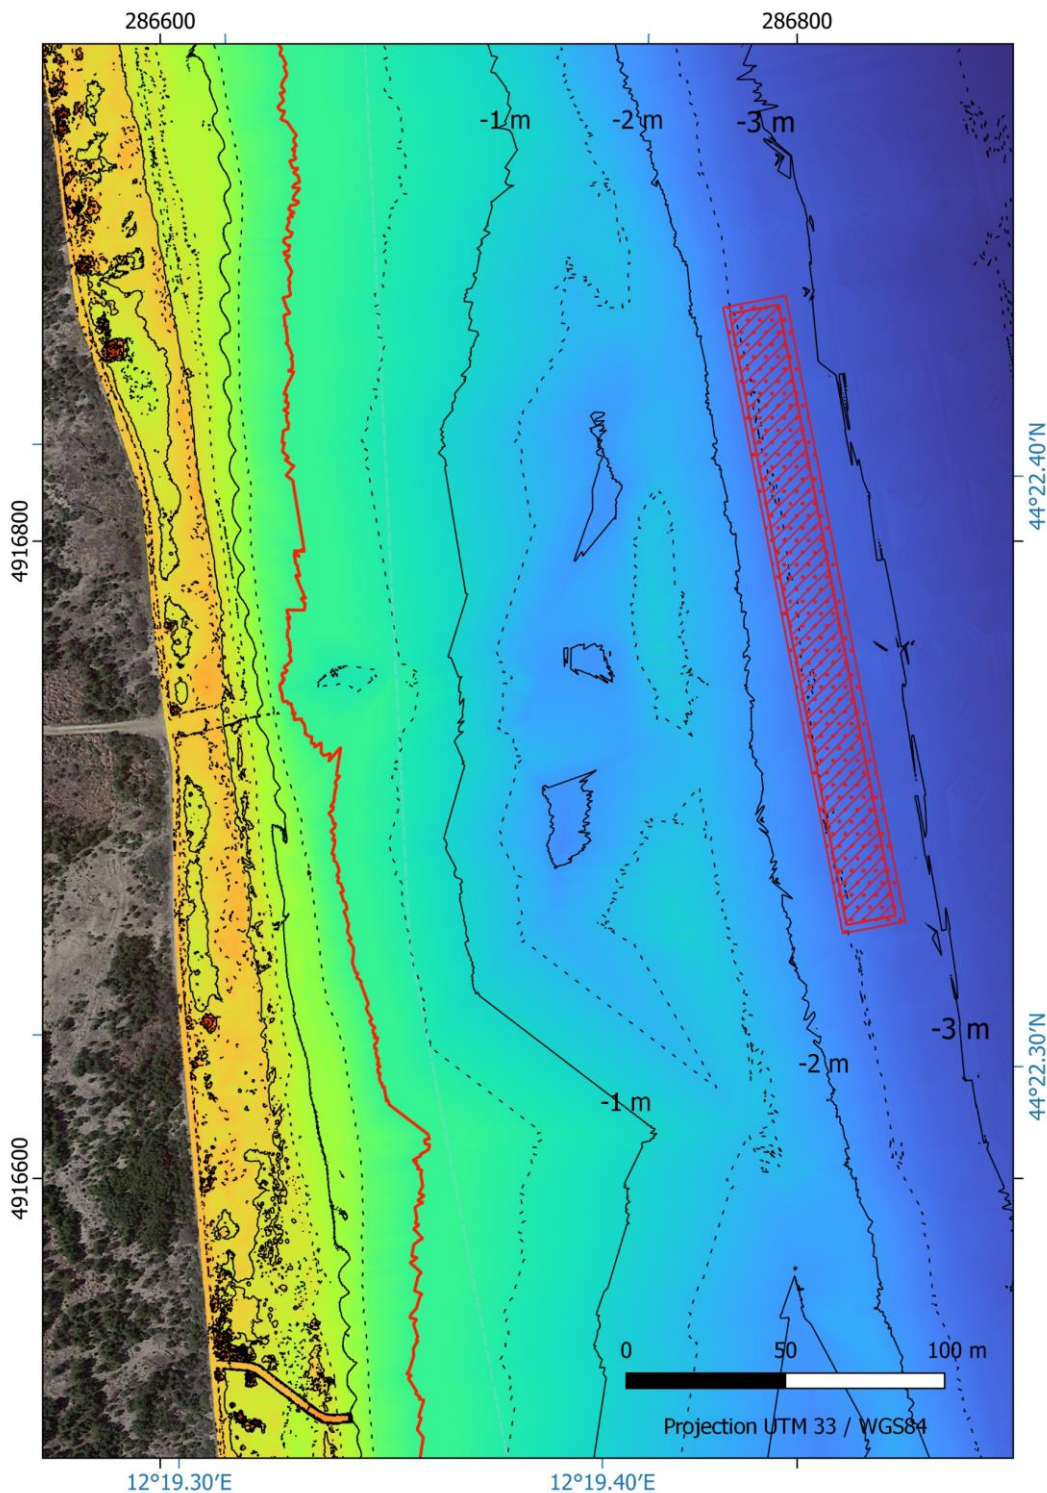 286600 286800
-1 m -2 m -3 m
44°22.40′N
4916800
-3 m
-2 m
44°22.30′N
-1 m
4916600
0 50 100 m
Projection UTM 33 / WGS84
12°19.30′E 12°19.40′E